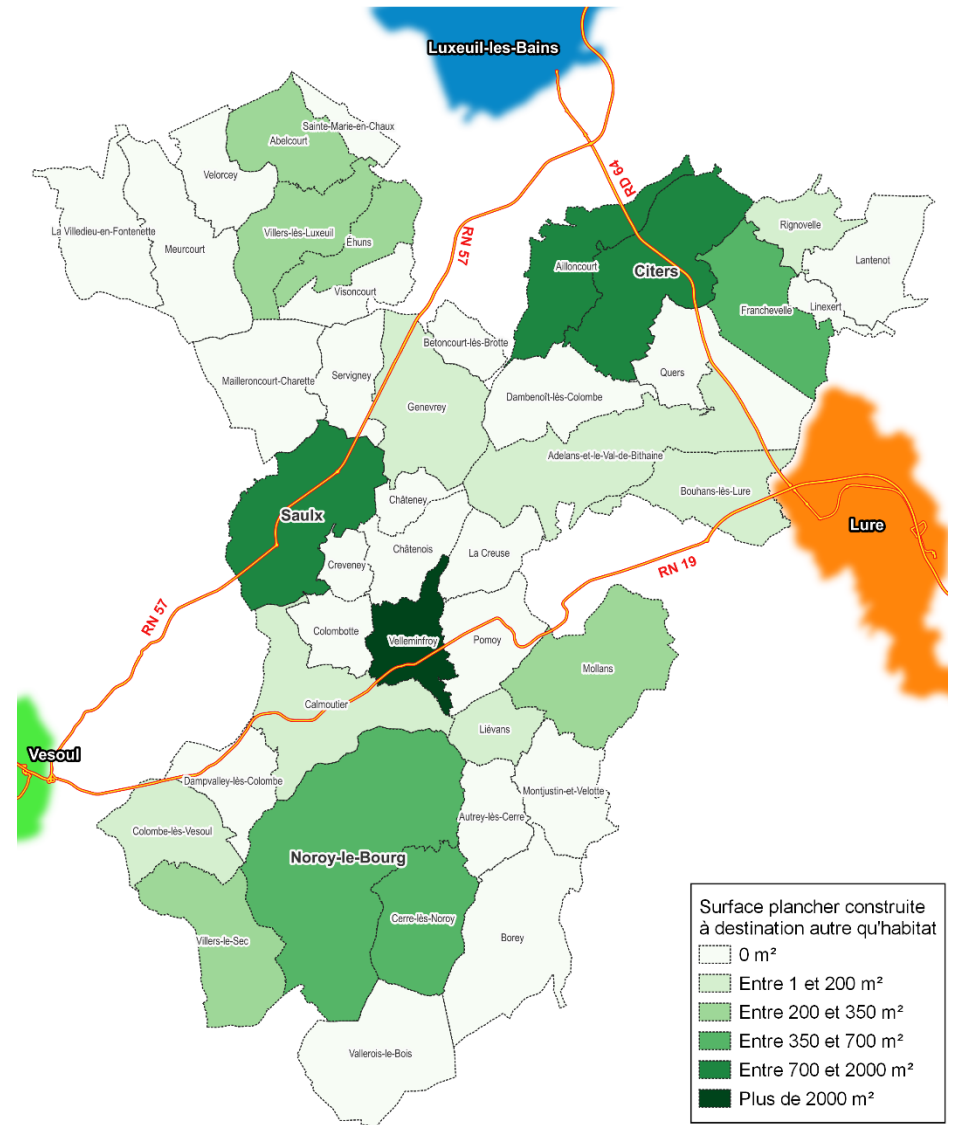 Luxeuil-les-Bains
Sainte-Marie-en-Chaux
Abelcourt
Velorcey
RD 64
La Villedieu-en-Fontenette
Villers-lès-Luxeuil
Éhuns
Meurcourt
RN 57
Rignovelle
Ailloncourt
Citers
Lantenot
Visoncourt
Franchevelle
Linexert
Betoncourt-lès-Brotte
Mailleroncourt-Charette
Servigney
Quers
Genevrey
Dambenoît-lès-Colombe
Adelans-et-le-Val-de-Bithaine
Bouhans-lès-Lure
Saulx
Châteney
Lure
Châtenois
La Creuse
Creveney
RN 19
RN 57
Colombotte
Velleminfroy
Pomoy
Mollans
Calmoutier
Liévans
Vesoul
Dampvalley-lès-Colombe
Montjustin-et-Velotte
Autrey-lès-Cerre
Colombe-lès-Vesoul
Noroy-le-Bourg
Cerre-lès-Noroy
Villers-le-Sec
Borey
Vallerois-le-Bois
Surface plancher construite
à destination autre qu'habitat
0 m²
Entre 1 et 200 m²
Entre 200 et 350 m²
Entre 350 et 700 m²
Entre 700 et 2000 m²
Plus de 2000 m²